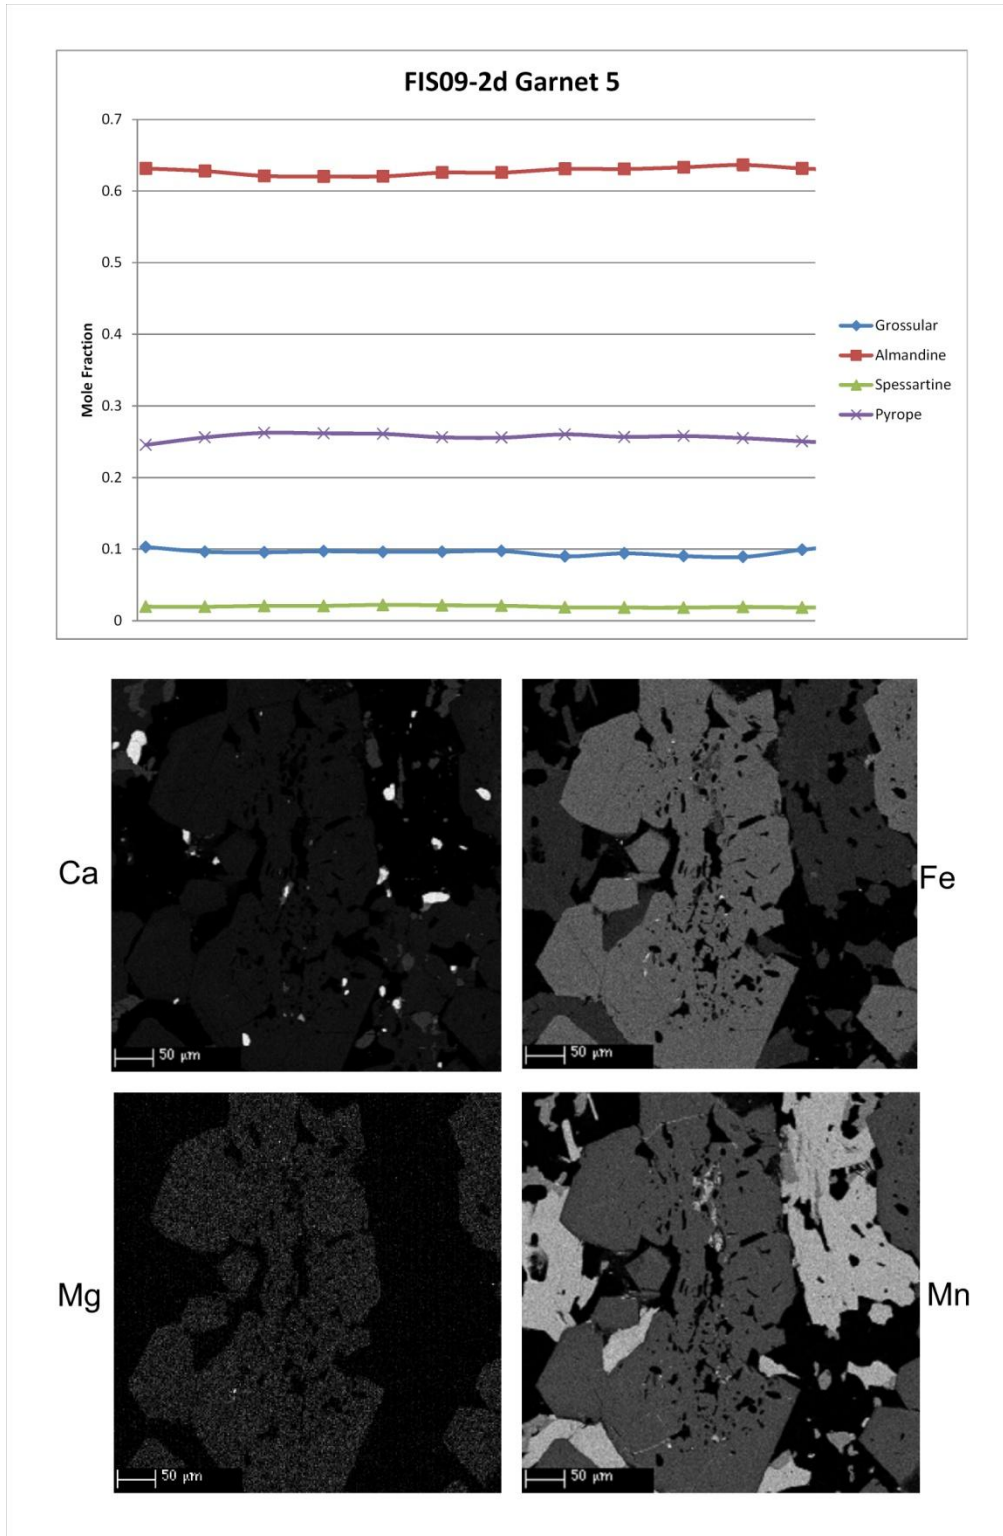 FIS09-2d Garnet 5
0.7
0.6
0.5
0.4
0.3
0.2
0.1
0
Mole Fraction
Grossular
Almandine
Spessartine
Pyrope
Ca
Fe
50 μm
50 μm
Mg
Mn
50 μm
50 μm